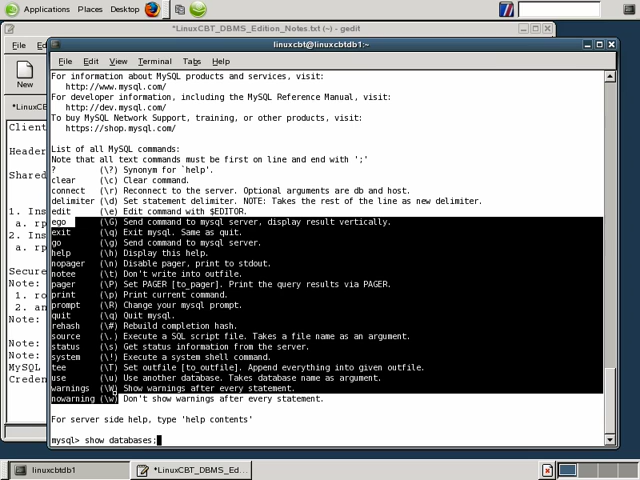 Applications Places Desktop
*LinuxCBT_DBMS_Edition_Notes.txt (~) - gedit
linuxcbt@linuxcbtdb1:~
File
File Edit View Terminal Tabs Help
New
*LinuxC
Client
Header
Shared
1. Ins
a. rp
2. Ins
a. rp
Secure
Note:
1. ro
2. an
Note:
Note:
Note:
MySQL
Creden
For information about MySQL products and services, visit:
http://www.mysql.com/
For developer information, including the MySQL Reference Manual, visit:
http://dev.mysql.com/
To buy MySQL Network Support, training, or other products, visit:
https://shop.mysql.com/
List of all MySQL commands:
Note that all text commands must be first on line and end with ';'
? (\?) Synonym for `help'.
clear (\c) Clear command.
connect (\r) Reconnect to the server. Optional arguments are db and host.
delimiter (\d) Set statement delimiter. NOTE: Takes the rest of the line as new delimiter.
edit (\e) Edit command with $EDITOR.
ego (\G) Send command to mysql server, display result vertically.
exit (\q) Exit mysql. Same as quit.
go (\g) Send command to mysql server.
help (\h) Display this help.
nopager (\n) Disable pager, print to stdout.
notee (\t) Don't write into outfile.
pager (\P) Set PAGER [to_pager]. Print the query results via PAGER.
print (\p) Print current command.
prompt (\R) Change your mysql prompt.
quit (\q) Quit mysql.
rehash (\#) Rebuild completion hash.
source (\.) Execute a SQL script file. Takes a file name as an argument.
status (\s) Get status information from the server.
system (\!) Execute a system shell command.
tee (\T) Set outfile [to_outfile]. Append everything into given outfile.
use (\u) Use another database. Takes database name as argument.
warnings (\W) Show warnings after every statement.
nowarning (\w) Don't show warnings after every statement.
For server side help, type 'help contents'
mysql> show databases;
linuxcbtdb1
*LinuxCBT_DBMS_Ed...